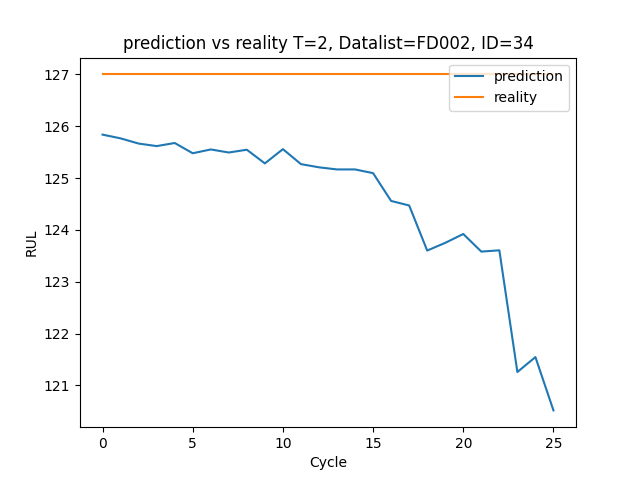 prediction vs reality T=2, Datalist=FD002, ID=34
prediction
reality
RUL
127
126
125
124
123
122
121
0 5 10 15 20 25
Cycle